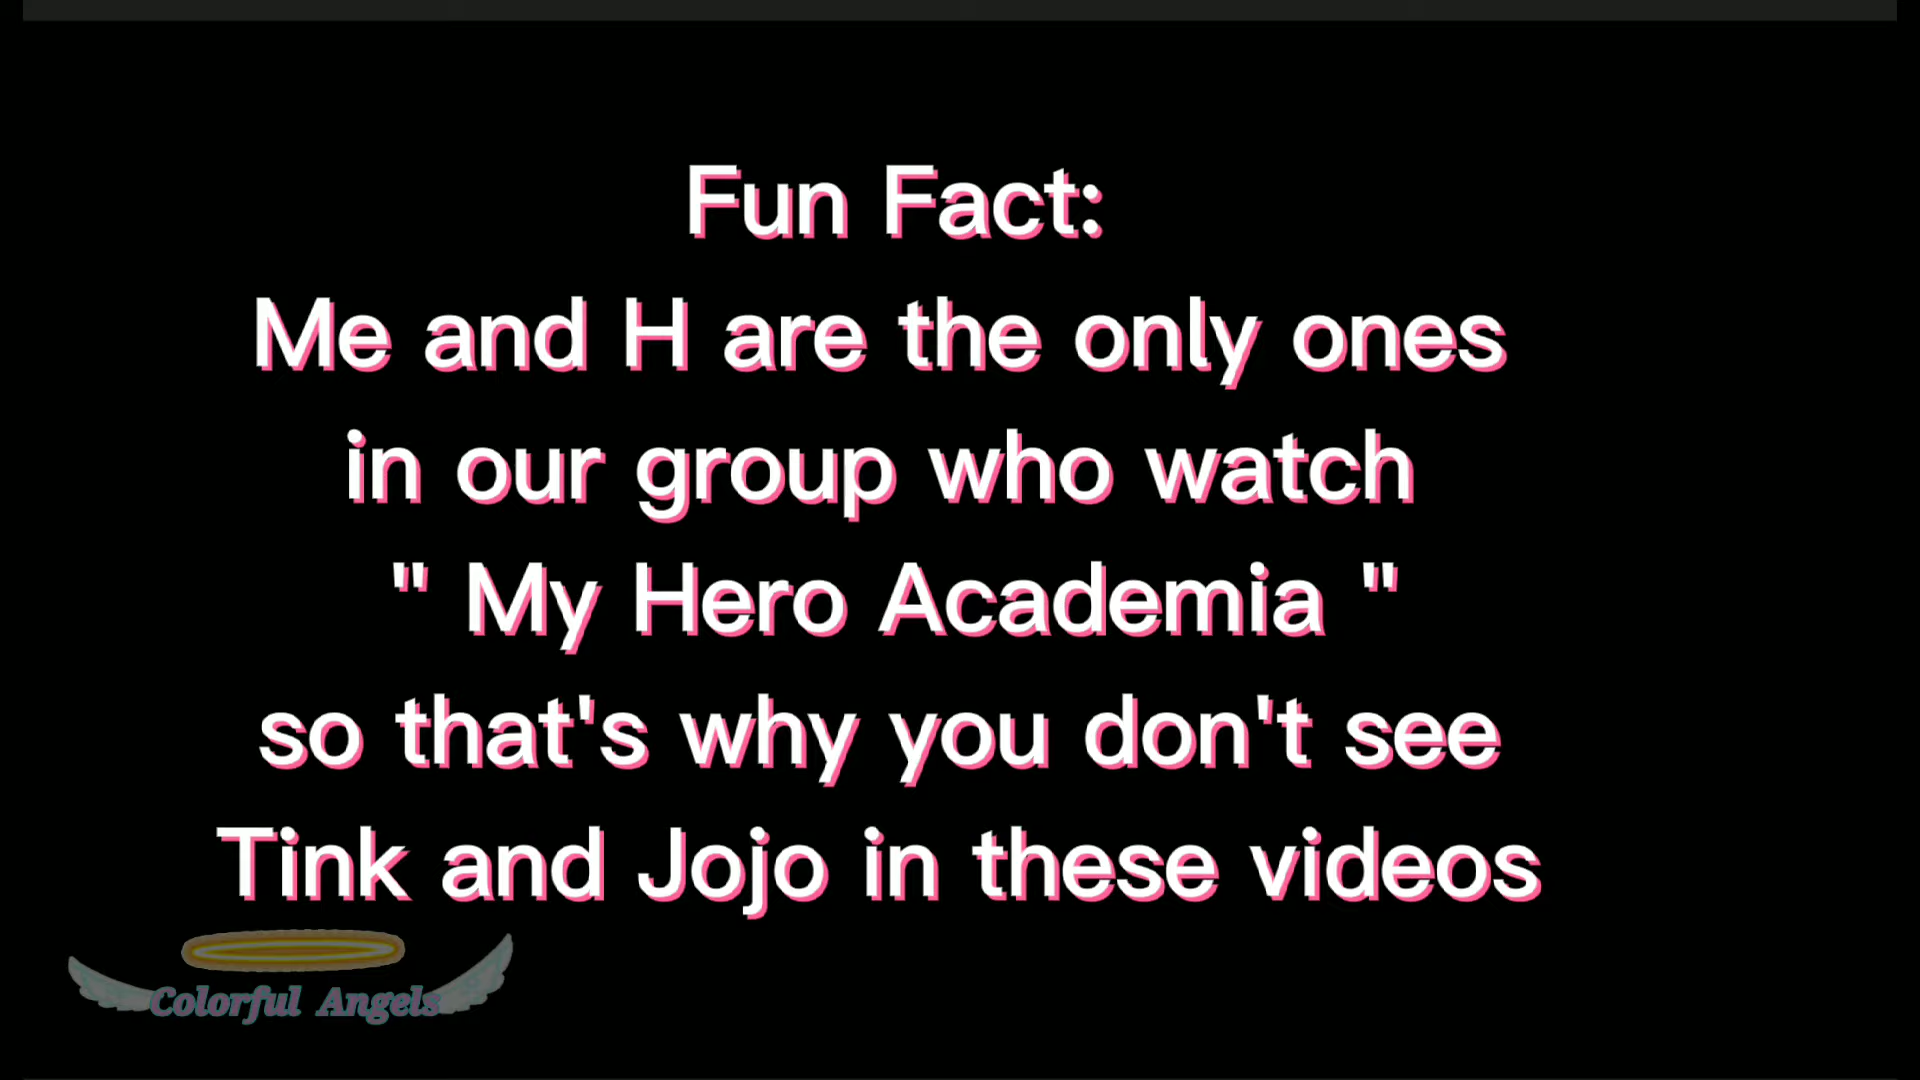 Fun Fact:
Me and H are the only ones
in our group who watch
" My Hero Academia "
so that's why you don't see
Tink and Jojo in these videos
Colorful Angels